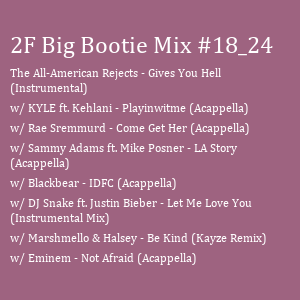 2F Big Bootie Mix #18_24
The All-American Rejects - Gives You Hell
(Instrumental)
w/ KYLE ft. Kehlani - Playinwitme (Acappella)
w/ Rae Sremmurd - Come Get Her (Acappella)
w/ Sammy Adams ft. Mike Posner - LA Story
(Acappella)
w/ Blackbear - IDFC (Acappella)
w/ DJ Snake ft. Justin Bieber - Let Me Love You
(Instrumental Mix)
w/ Marshmello & Halsey - Be Kind (Kayze Remix)
w/ Eminem - Not Afraid (Acappella)